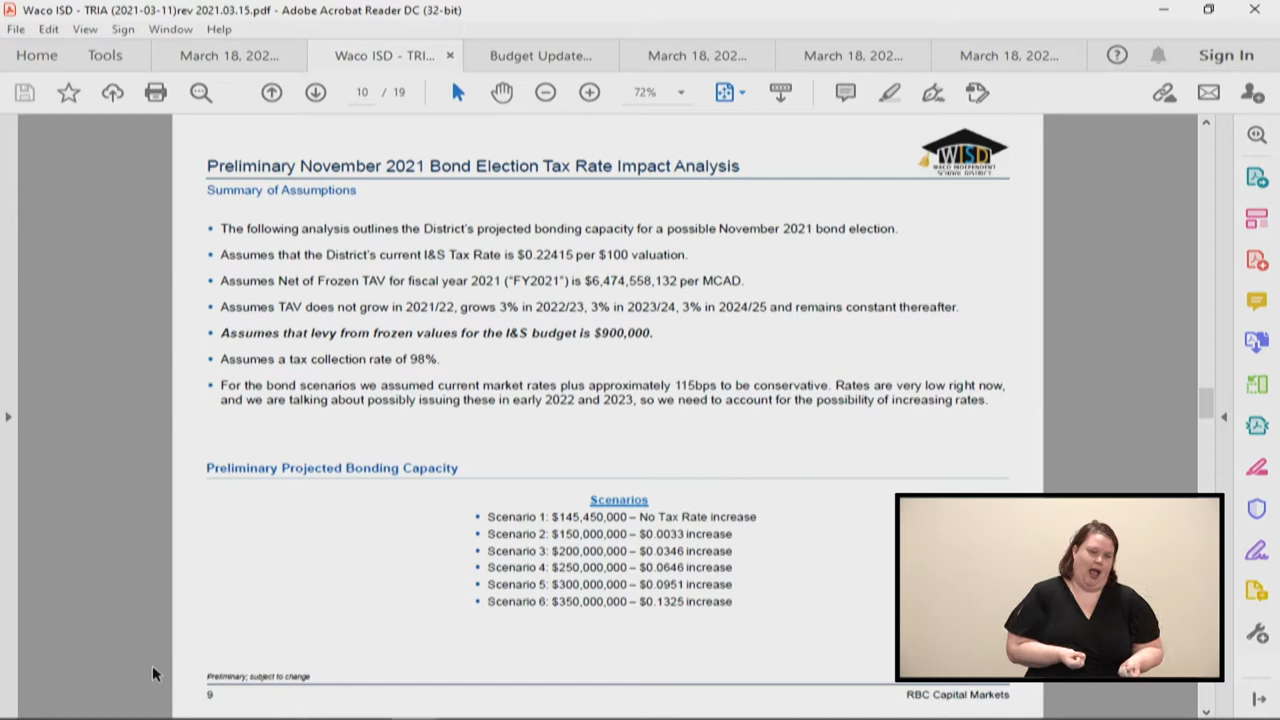 Waco ISD - TRIA (2021-03-11)rev 2021.03.15.pdf - Adobe Acrobat Reader DC (32-bit)
File Edit View Sign Window Help
Home Tools March 18, 202... Waco ISD - TRI... × Budget Update... March 18, 202... March 18, 202... March 18, 202... Sign In
10 / 19 72%
WISD
WACO INDEPENDENT
SCHOOL DISTRICT
Preliminary November 2021 Bond Election Tax Rate Impact Analysis
Summary of Assumptions
• The following analysis outlines the District's projected bonding capacity for a possible November 2021 bond election.
• Assumes that the District's current I&S Tax Rate is $0.22415 per $100 valuation.
• Assumes Net of Frozen TAV for fiscal year 2021 ("FY2021") is $6,474,558,132 per MCAD.
• Assumes TAV does not grow in 2021/22, grows 3% in 2022/23, 3% in 2023/24, 3% in 2024/25 and remains constant thereafter.
• Assumes that levy from frozen values for the I&S budget is $900,000.
• Assumes a tax collection rate of 98%.
• For the bond scenarios we assumed current market rates plus approximately 115bps to be conservative. Rates are very low right now,
and we are talking about possibly issuing these in early 2022 and 2023, so we need to account for the possibility of increasing rates.
Preliminary Projected Bonding Capacity
Scenarios
• Scenario 1: $145,450,000 – No Tax Rate increase
• Scenario 2: $150,000,000 – $0.0033 increase
• Scenario 3: $200,000,000 – $0.0346 increase
• Scenario 4: $250,000,000 – $0.0646 increase
• Scenario 5: $300,000,000 – $0.0951 increase
• Scenario 6: $350,000,000 – $0.1325 increase
Preliminary; subject to change
9 RBC Capital Markets